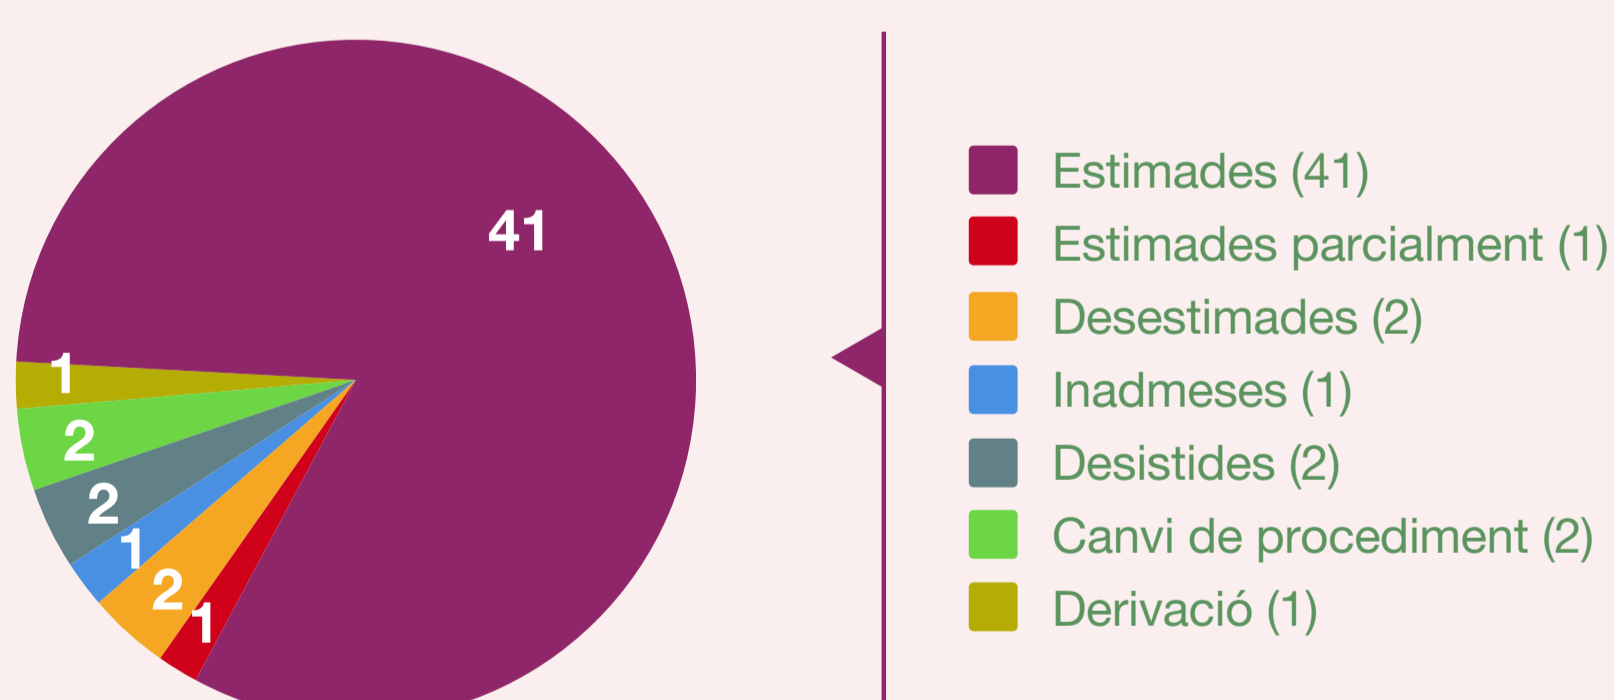 41
1
2
2
1
2
1
Estimades (41)
Estimades parcialment (1)
Desestimades (2)
Inadmeses (1)
Desistides (2)
Canvi de procediment (2)
Derivació (1)